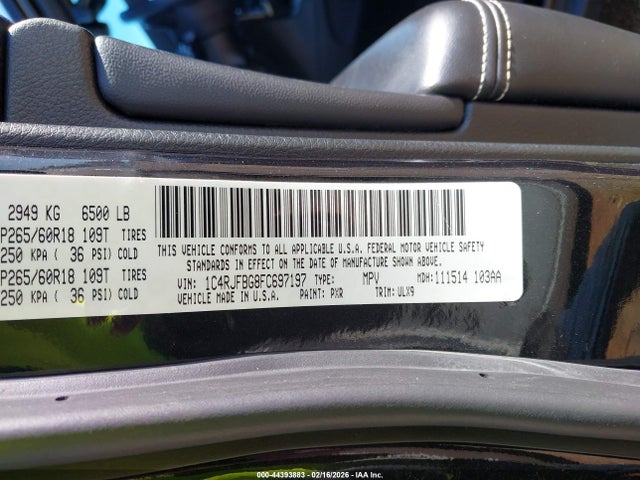 2949 KG 6500 LB
P265/60R18 109T TIRES
250 KPA ( 36 PSI) COLD
P265/60R18 109T TIRES
250 KPA ( 36 PSI) COLD
THIS VEHICLE CONFORMS TO ALL APPLICABLE U.S.A. FEDERAL MOTOR VEHICLE SAFETY
STANDARDS IN EFFECT ON THE DATE OF MANUFACTURE SHOWN ABOVE.
VIN: 1C4RJFBG8FC697197 TYPE: MPV MDH: 111514 103AA
VEHICLE MADE IN U.S.A. PAINT: PXR TRIM: ULX9
000-44393883 - 02/16/2026 - IAA Inc.